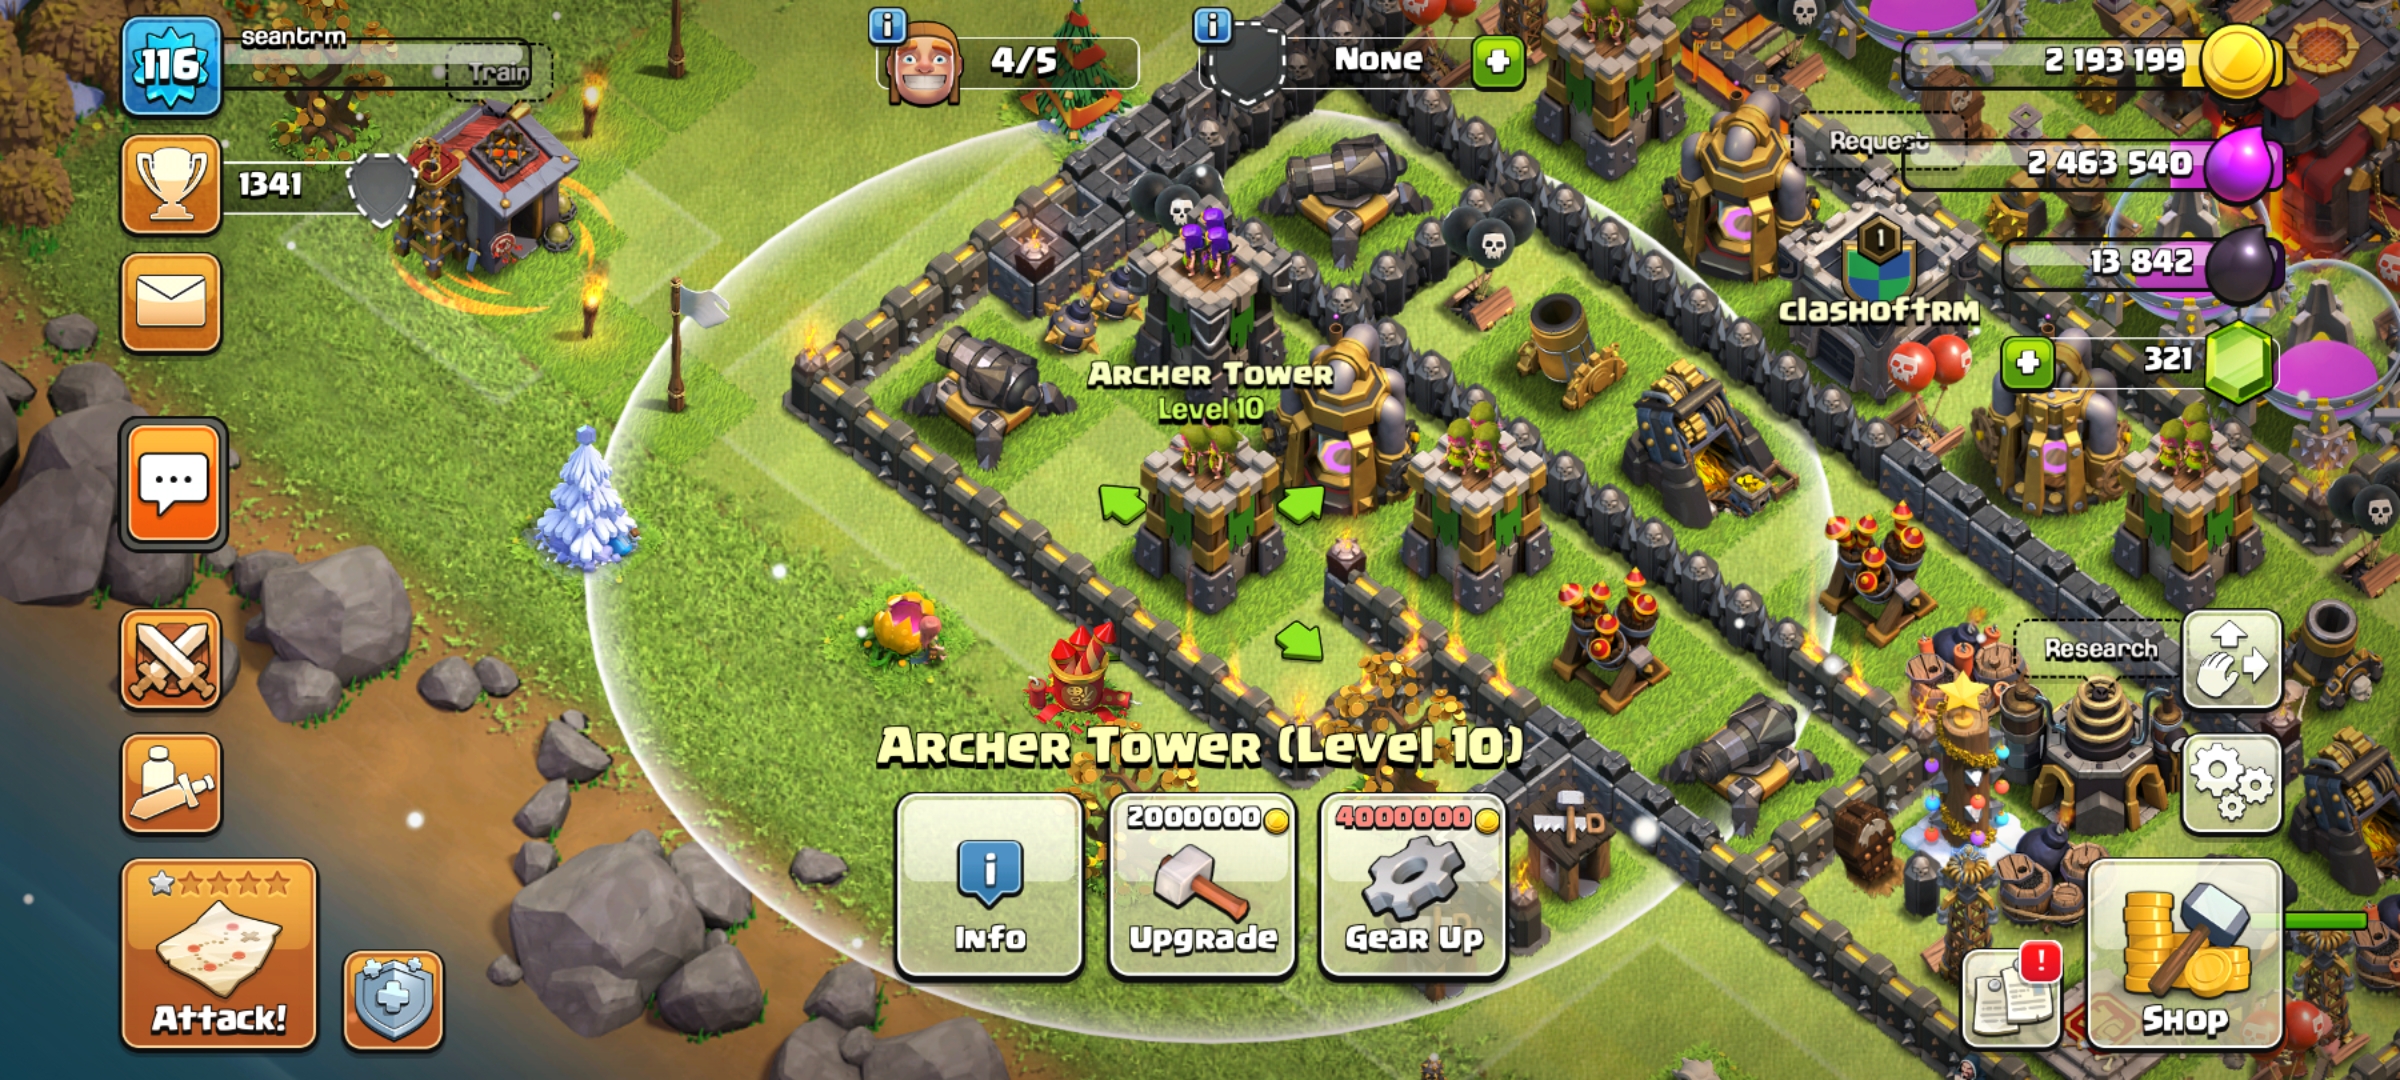 116
seantrm
Train
4/5
None
2 193 199
1341
Request
2 463 540
1
clashoftRM
13 842
321
Archer Tower
Level 10
Research
Archer Tower (Level 10)
2000000
4000000
Info
Upgrade
Gear Up
Attack!
!
Shop